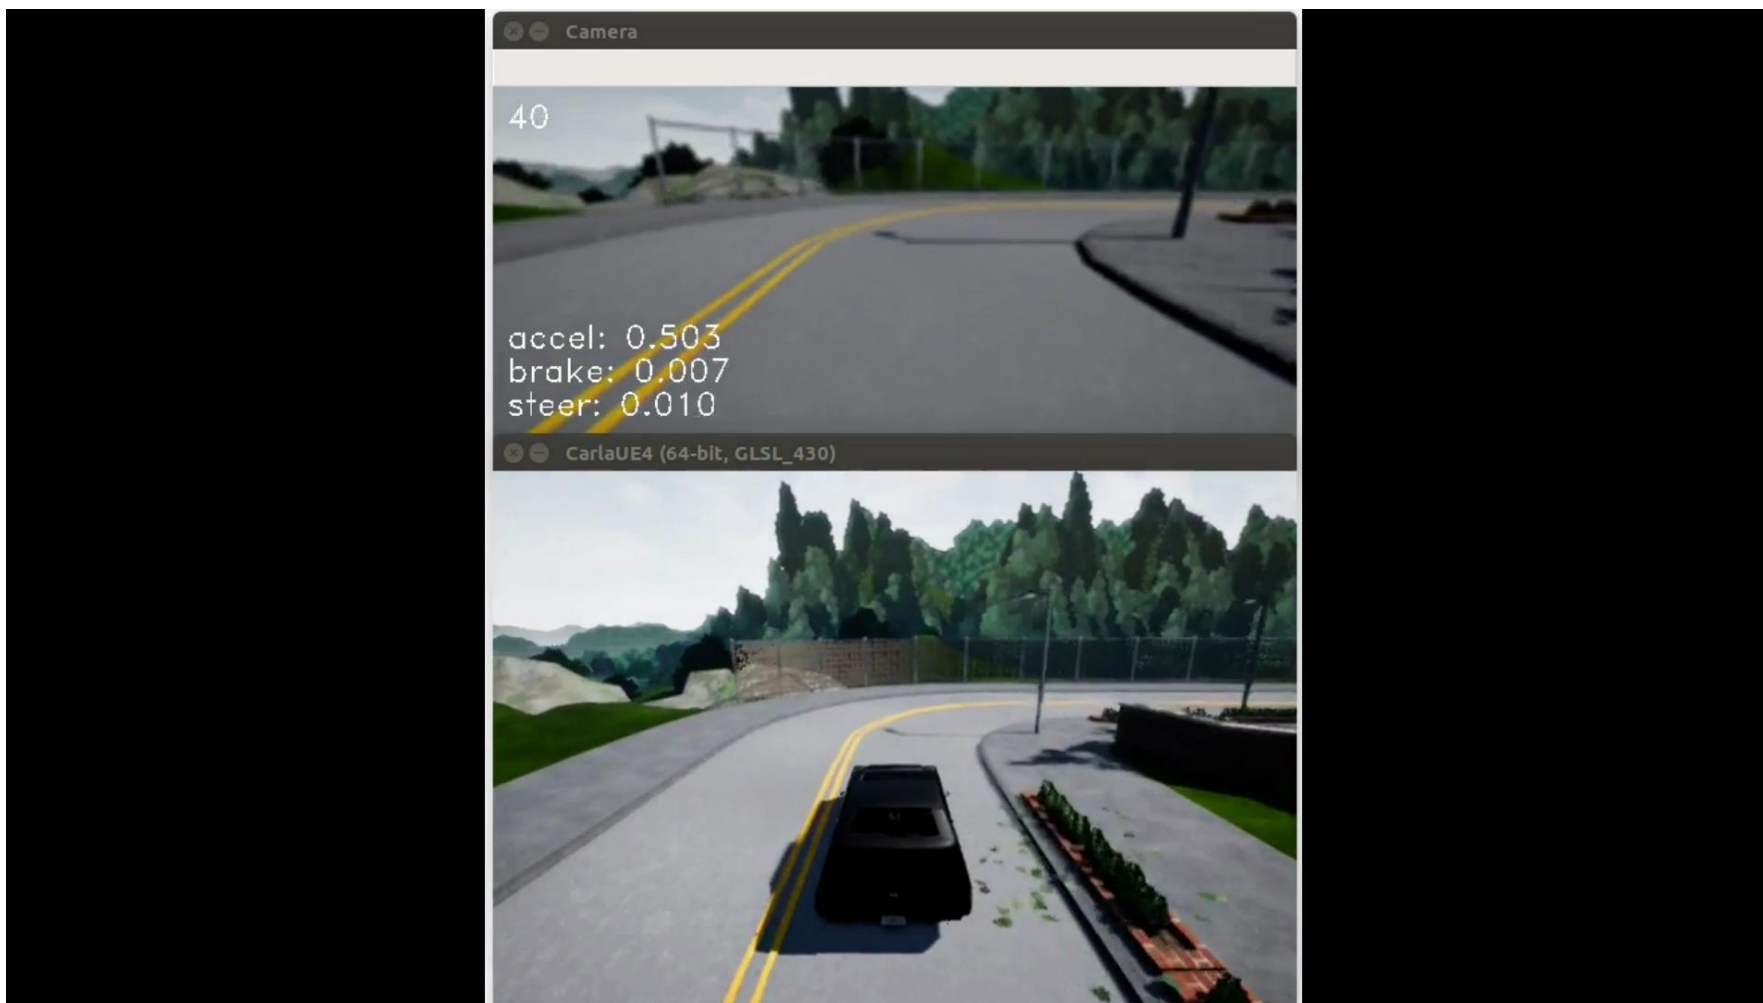 Camera
40
accel: 0.503
brake: 0.007
steer: 0.010
CarlaUE4 (64-bit, GLSL_430)